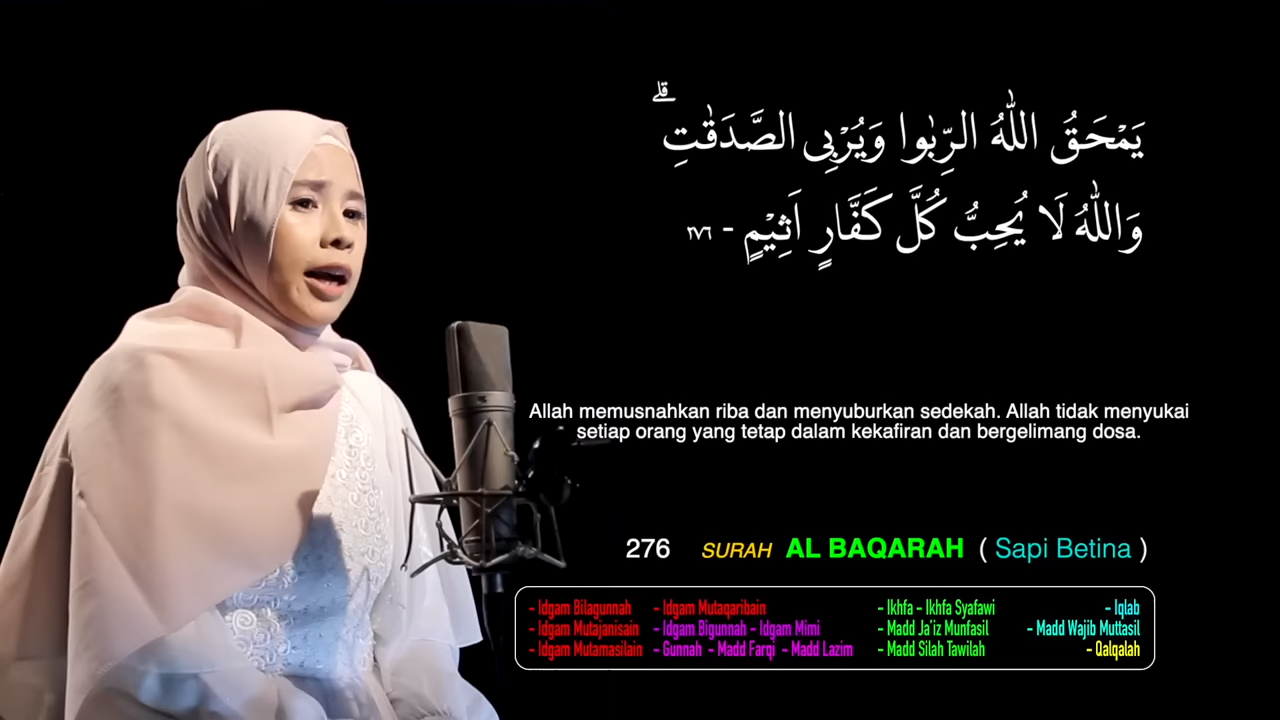 يَمْحَقُ اللّٰهُ الرِّبٰوا وَيُرْبِى الصَّدَقٰتِ ۗ
وَاللّٰهُ لَا يُحِبُّ كُلَّ كَفَّارٍ اَثِيْمٍ - ٢٧٦
Allah memusnahkan riba dan menyuburkan sedekah. Allah tidak menyukai
setiap orang yang tetap dalam kekafiran dan bergelimang dosa.
276 SURAH AL BAQARAH ( Sapi Betina )
- Idgam Bilagunnah - Idgam Mutaqaribain - Ikhfa - Ikhfa Syafawi - Iqlab
- Idgam Mutajanisain - Idgam Bigunnah - Idgam Mimi - Madd Ja'iz Munfasil - Madd Wajib Muttasil
- Idgam Mutamasilain - Gunnah - Madd Farqi - Madd Lazim - Madd Silah Tawilah - Qalqalah